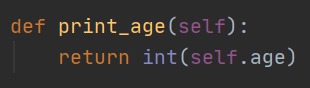 def print_age(self):
    return int(self.age)